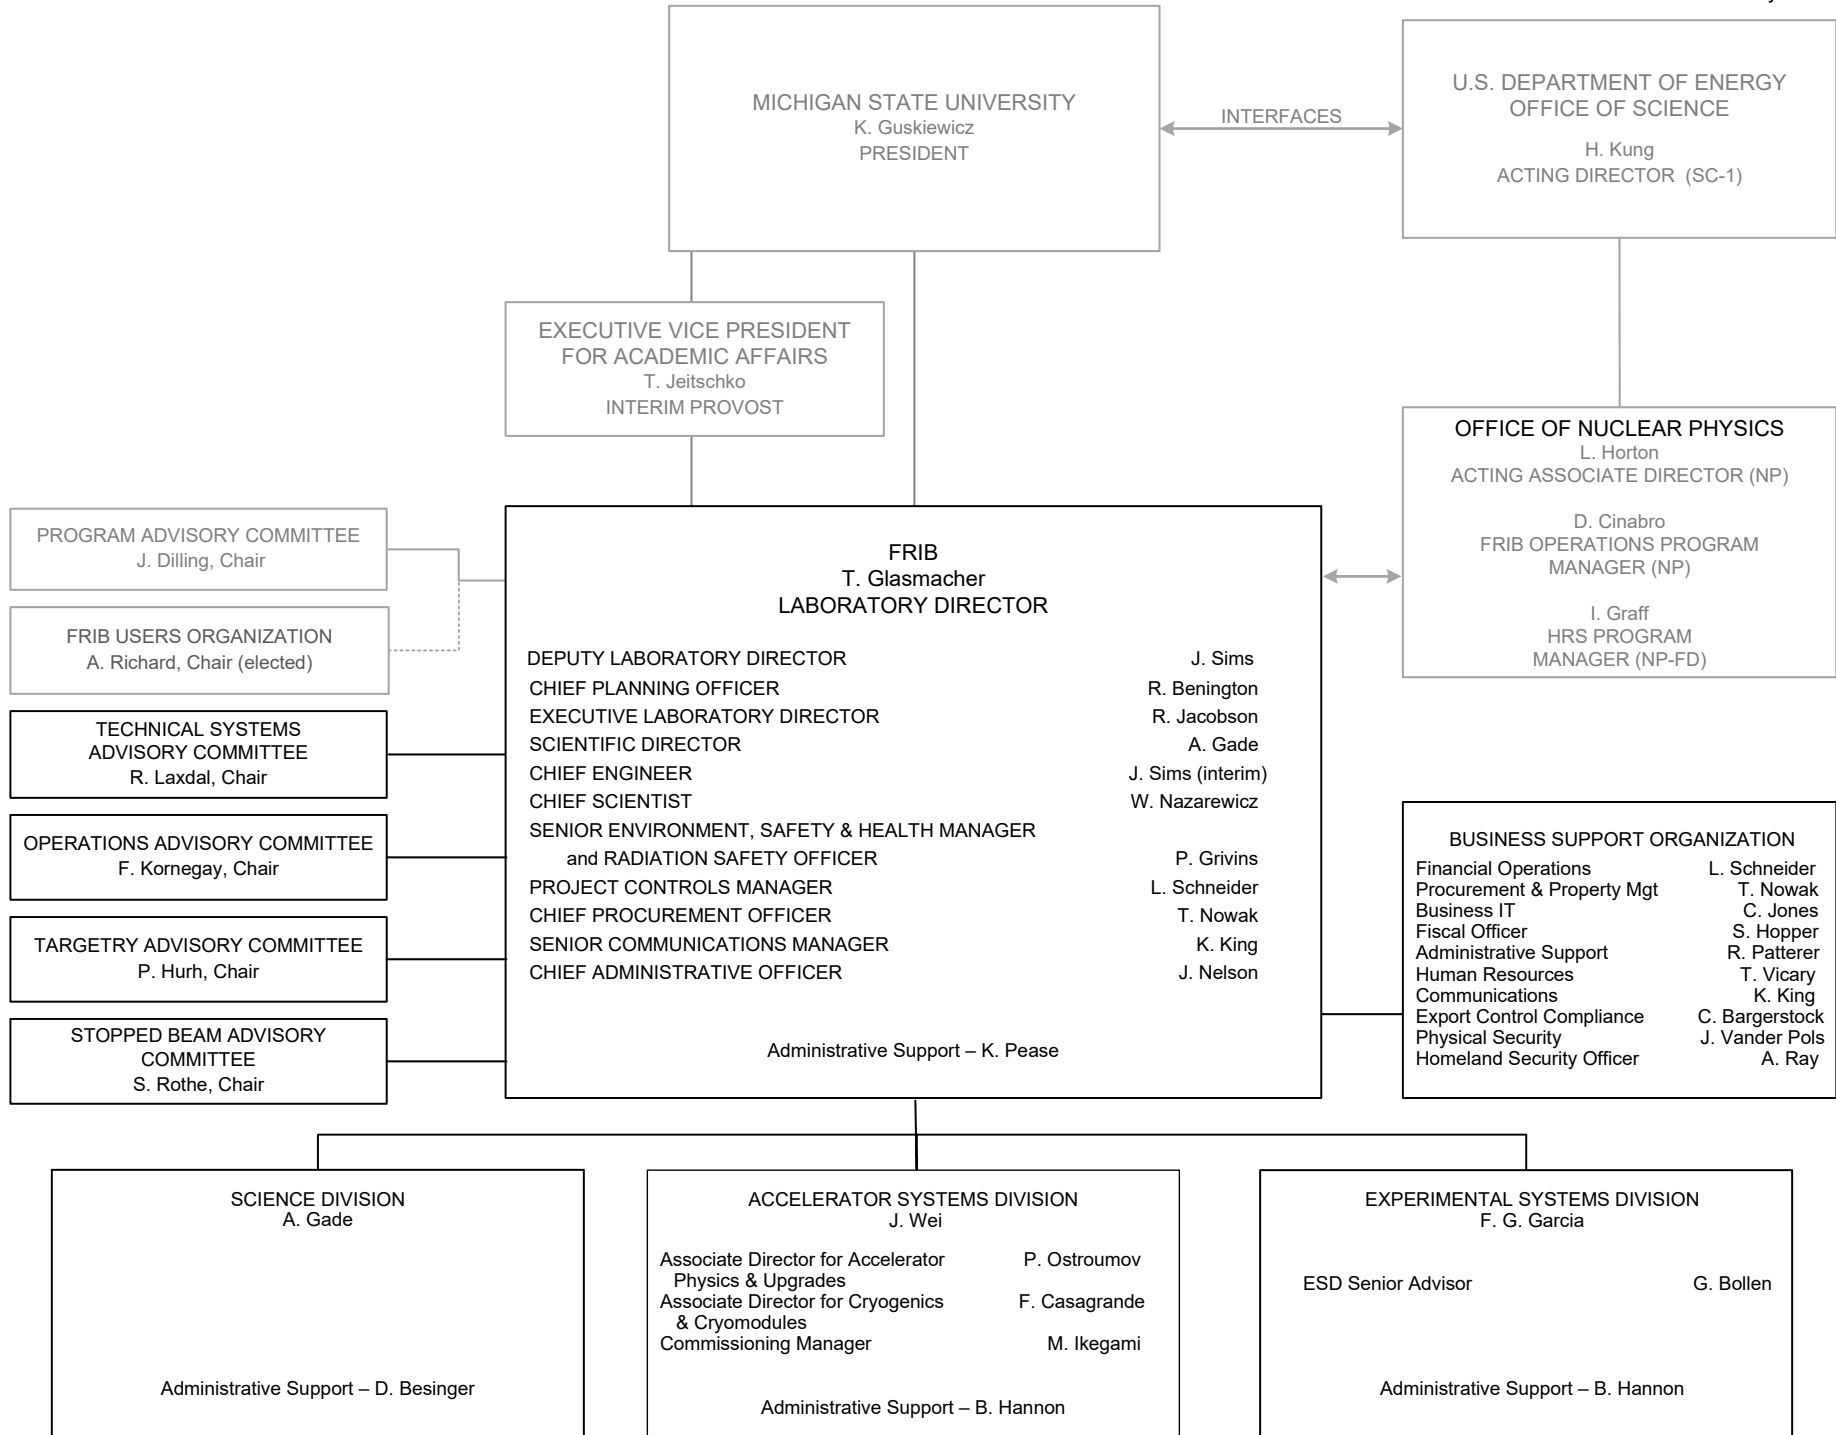 MICHIGAN STATE UNIVERSITY
K. Guskiewicz
PRESIDENT
INTERFACES
U.S. DEPARTMENT OF ENERGY
OFFICE OF SCIENCE
H. Kung
ACTING DIRECTOR (SC-1)
EXECUTIVE VICE PRESIDENT
FOR ACADEMIC AFFAIRS
T. Jeitschko
INTERIM PROVOST
OFFICE OF NUCLEAR PHYSICS
L. Horton
ACTING ASSOCIATE DIRECTOR (NP)
D. Cinabro
FRIB OPERATIONS PROGRAM
MANAGER (NP)
I. Graff
HRS PROGRAM
MANAGER (NP-FD)
PROGRAM ADVISORY COMMITTEE
J. Dilling, Chair
FRIB USERS ORGANIZATION
A. Richard, Chair (elected)
TECHNICAL SYSTEMS
ADVISORY COMMITTEE
R. Laxdal, Chair
OPERATIONS ADVISORY COMMITTEE
F. Kornegay, Chair
TARGETRY ADVISORY COMMITTEE
P. Hurh, Chair
STOPPED BEAM ADVISORY
COMMITTEE
S. Rothe, Chair
FRIB
T. Glasmacher
LABORATORY DIRECTOR
DEPUTY LABORATORY DIRECTOR J. Sims
CHIEF PLANNING OFFICER R. Benington
EXECUTIVE LABORATORY DIRECTOR R. Jacobson
SCIENTIFIC DIRECTOR A. Gade
CHIEF ENGINEER J. Sims (interim)
CHIEF SCIENTIST W. Nazarewicz
SENIOR ENVIRONMENT, SAFETY & HEALTH MANAGER
and RADIATION SAFETY OFFICER P. Grivins
PROJECT CONTROLS MANAGER L. Schneider
CHIEF PROCUREMENT OFFICER T. Nowak
SENIOR COMMUNICATIONS MANAGER K. King
CHIEF ADMINISTRATIVE OFFICER J. Nelson
Administrative Support – K. Pease
BUSINESS SUPPORT ORGANIZATION
Financial Operations L. Schneider
Procurement & Property Mgt T. Nowak
Business IT C. Jones
Fiscal Officer S. Hopper
Administrative Support R. Patterer
Human Resources T. Vicary
Communications K. King
Export Control Compliance C. Bargerstock
Physical Security J. Vander Pols
Homeland Security Officer A. Ray
SCIENCE DIVISION
A. Gade
Administrative Support – D. Besinger
ACCELERATOR SYSTEMS DIVISION
J. Wei
Associate Director for Accelerator P. Ostroumov
Physics & Upgrades
Associate Director for Cryogenics F. Casagrande
& Cryomodules
Commissioning Manager M. Ikegami
Administrative Support – B. Hannon
EXPERIMENTAL SYSTEMS DIVISION
F. G. Garcia
ESD Senior Advisor G. Bollen
Administrative Support – B. Hannon